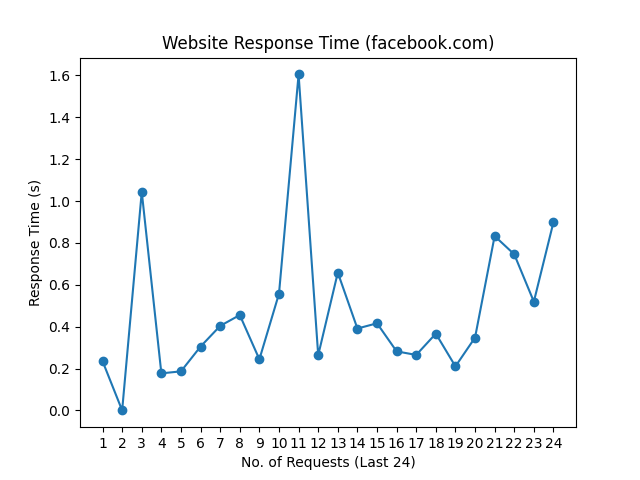 Website Response Time (facebook.com)
Response Time (s)
1.6
1.4
1.2
1.0
0.8
0.6
0.4
0.2
0.0
1 2 3 4 5 6 7 8 9 10 11 12 13 14 15 16 17 18 19 20 21 22 23 24
No. of Requests (Last 24)